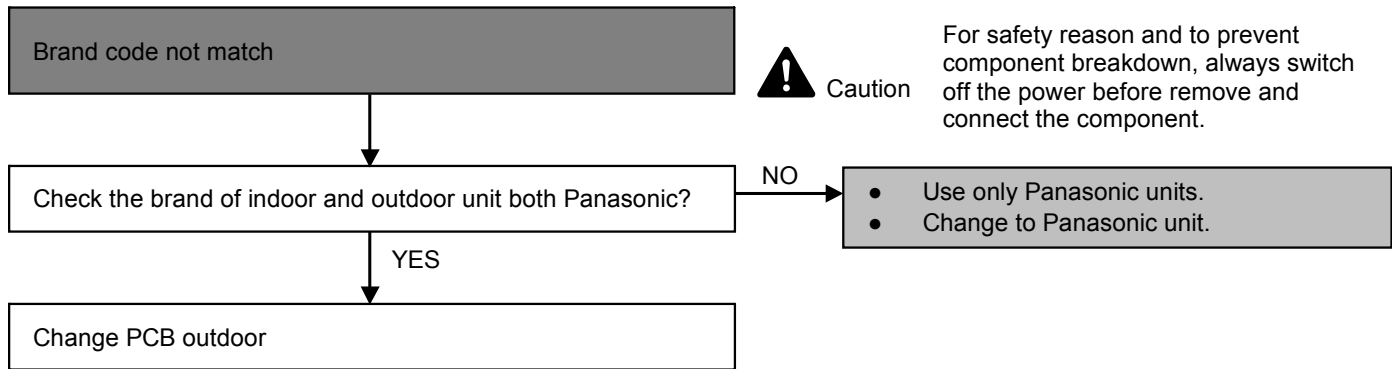 Brand code not match
Caution
For safety reason and to prevent
component breakdown, always switch
off the power before remove and
connect the component.
Check the brand of indoor and outdoor unit both Panasonic?
NO
● Use only Panasonic units.
● Change to Panasonic unit.
YES
Change PCB outdoor